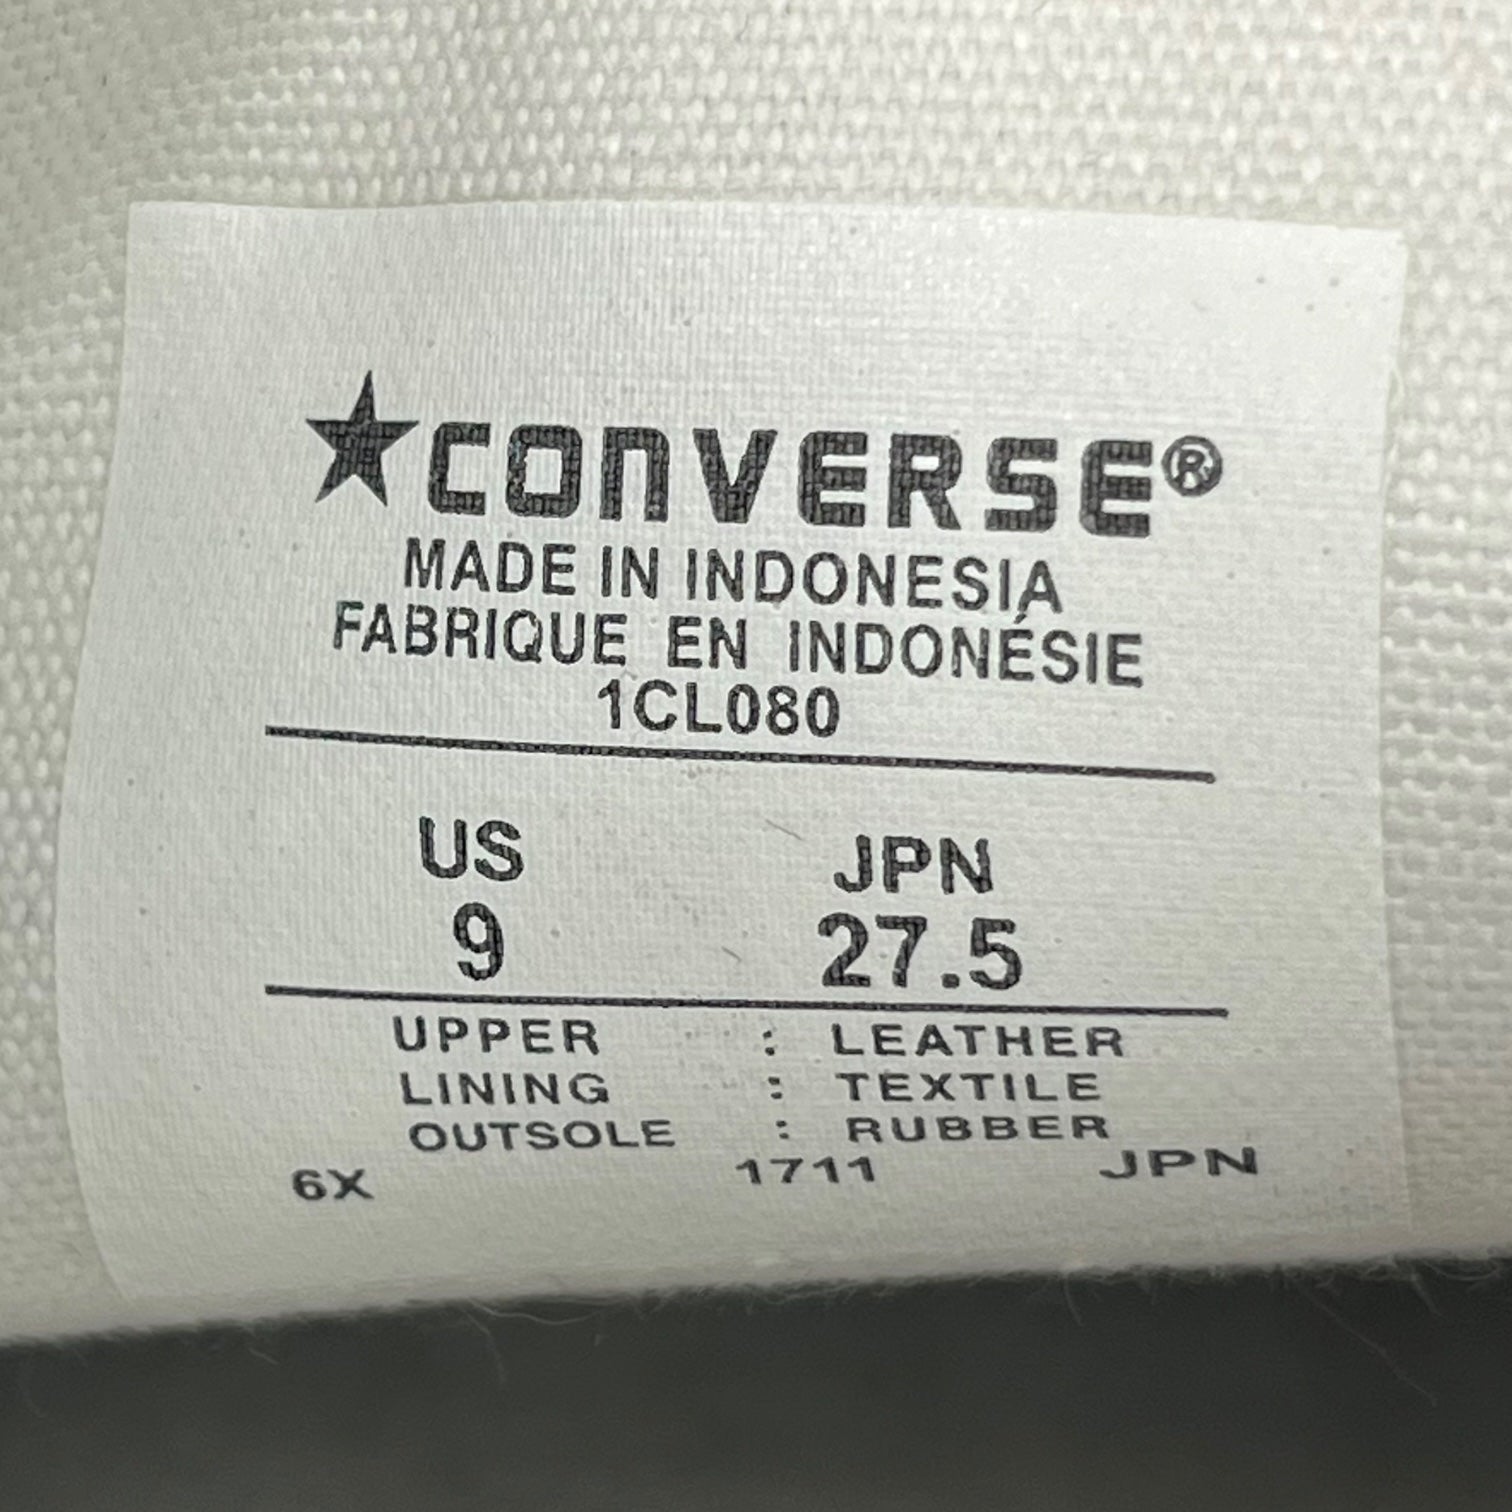 ★CONVERSE®
MADE IN INDONESIA
FABRIQUE EN INDONÉSIE
1CL080
US JPN
9 27.5
UPPER : LEATHER
LINING : TEXTILE
OUTSOLE : RUBBER
6X 1711 JPN